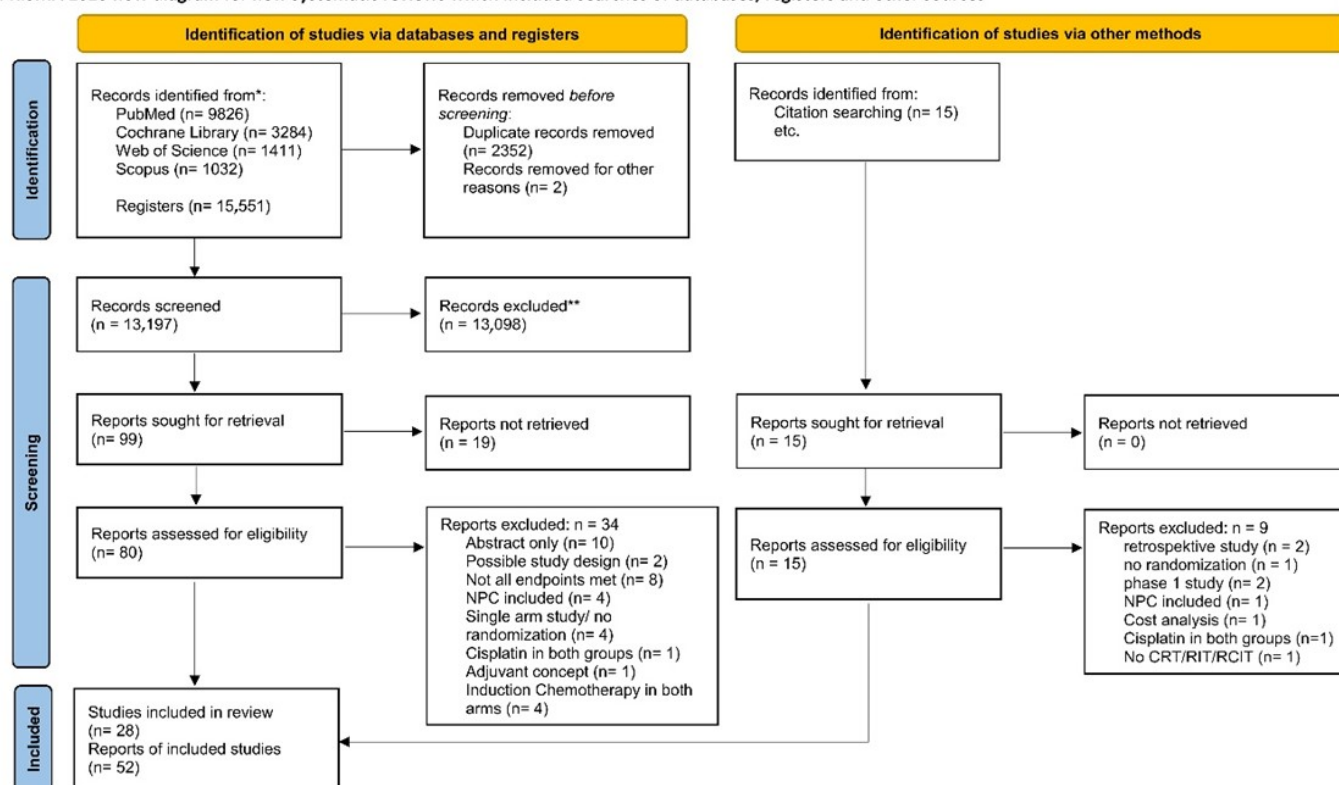 Identification of studies via databases and registers
Identification of studies via other methods
Identification
Records identified from*:
PubMed (n= 9826)
Cochrane Library (n= 3284)
Web of Science (n= 1411)
Scopus (n= 1032)
Registers (n= 15,551)
Records removed before
screening:
Duplicate records removed
(n= 2352)
Records removed for other
reasons (n= 2)
Records identified from:
Citation searching (n= 15)
etc.
Screening
Records screened
(n = 13,197)
Records excluded**
(n = 13,098)
Reports sought for retrieval
(n= 99)
Reports not retrieved
(n = 19)
Reports sought for retrieval
(n = 15)
Reports not retrieved
(n = 0)
Reports assessed for eligibility
(n= 80)
Reports excluded: n = 34
Abstract only (n= 10)
Possible study design (n= 2)
Not all endpoints met (n= 8)
NPC included (n= 4)
Single arm study/ no
randomization (n= 4)
Cisplatin in both groups (n= 1)
Adjuvant concept (n= 1)
Induction Chemotherapy in both
arms (n= 4)
Reports assessed for eligibility
(n = 15)
Reports excluded: n = 9
retrospektive study (n = 2)
no randomization (n = 1)
phase 1 study (n= 2)
NPC included (n= 1)
Cost analysis (n= 1)
Cisplatin in both groups (n=1)
No CRT/RIT/RCIT (n= 1)
Included
Studies included in review
(n= 28)
Reports of included studies
(n= 52)